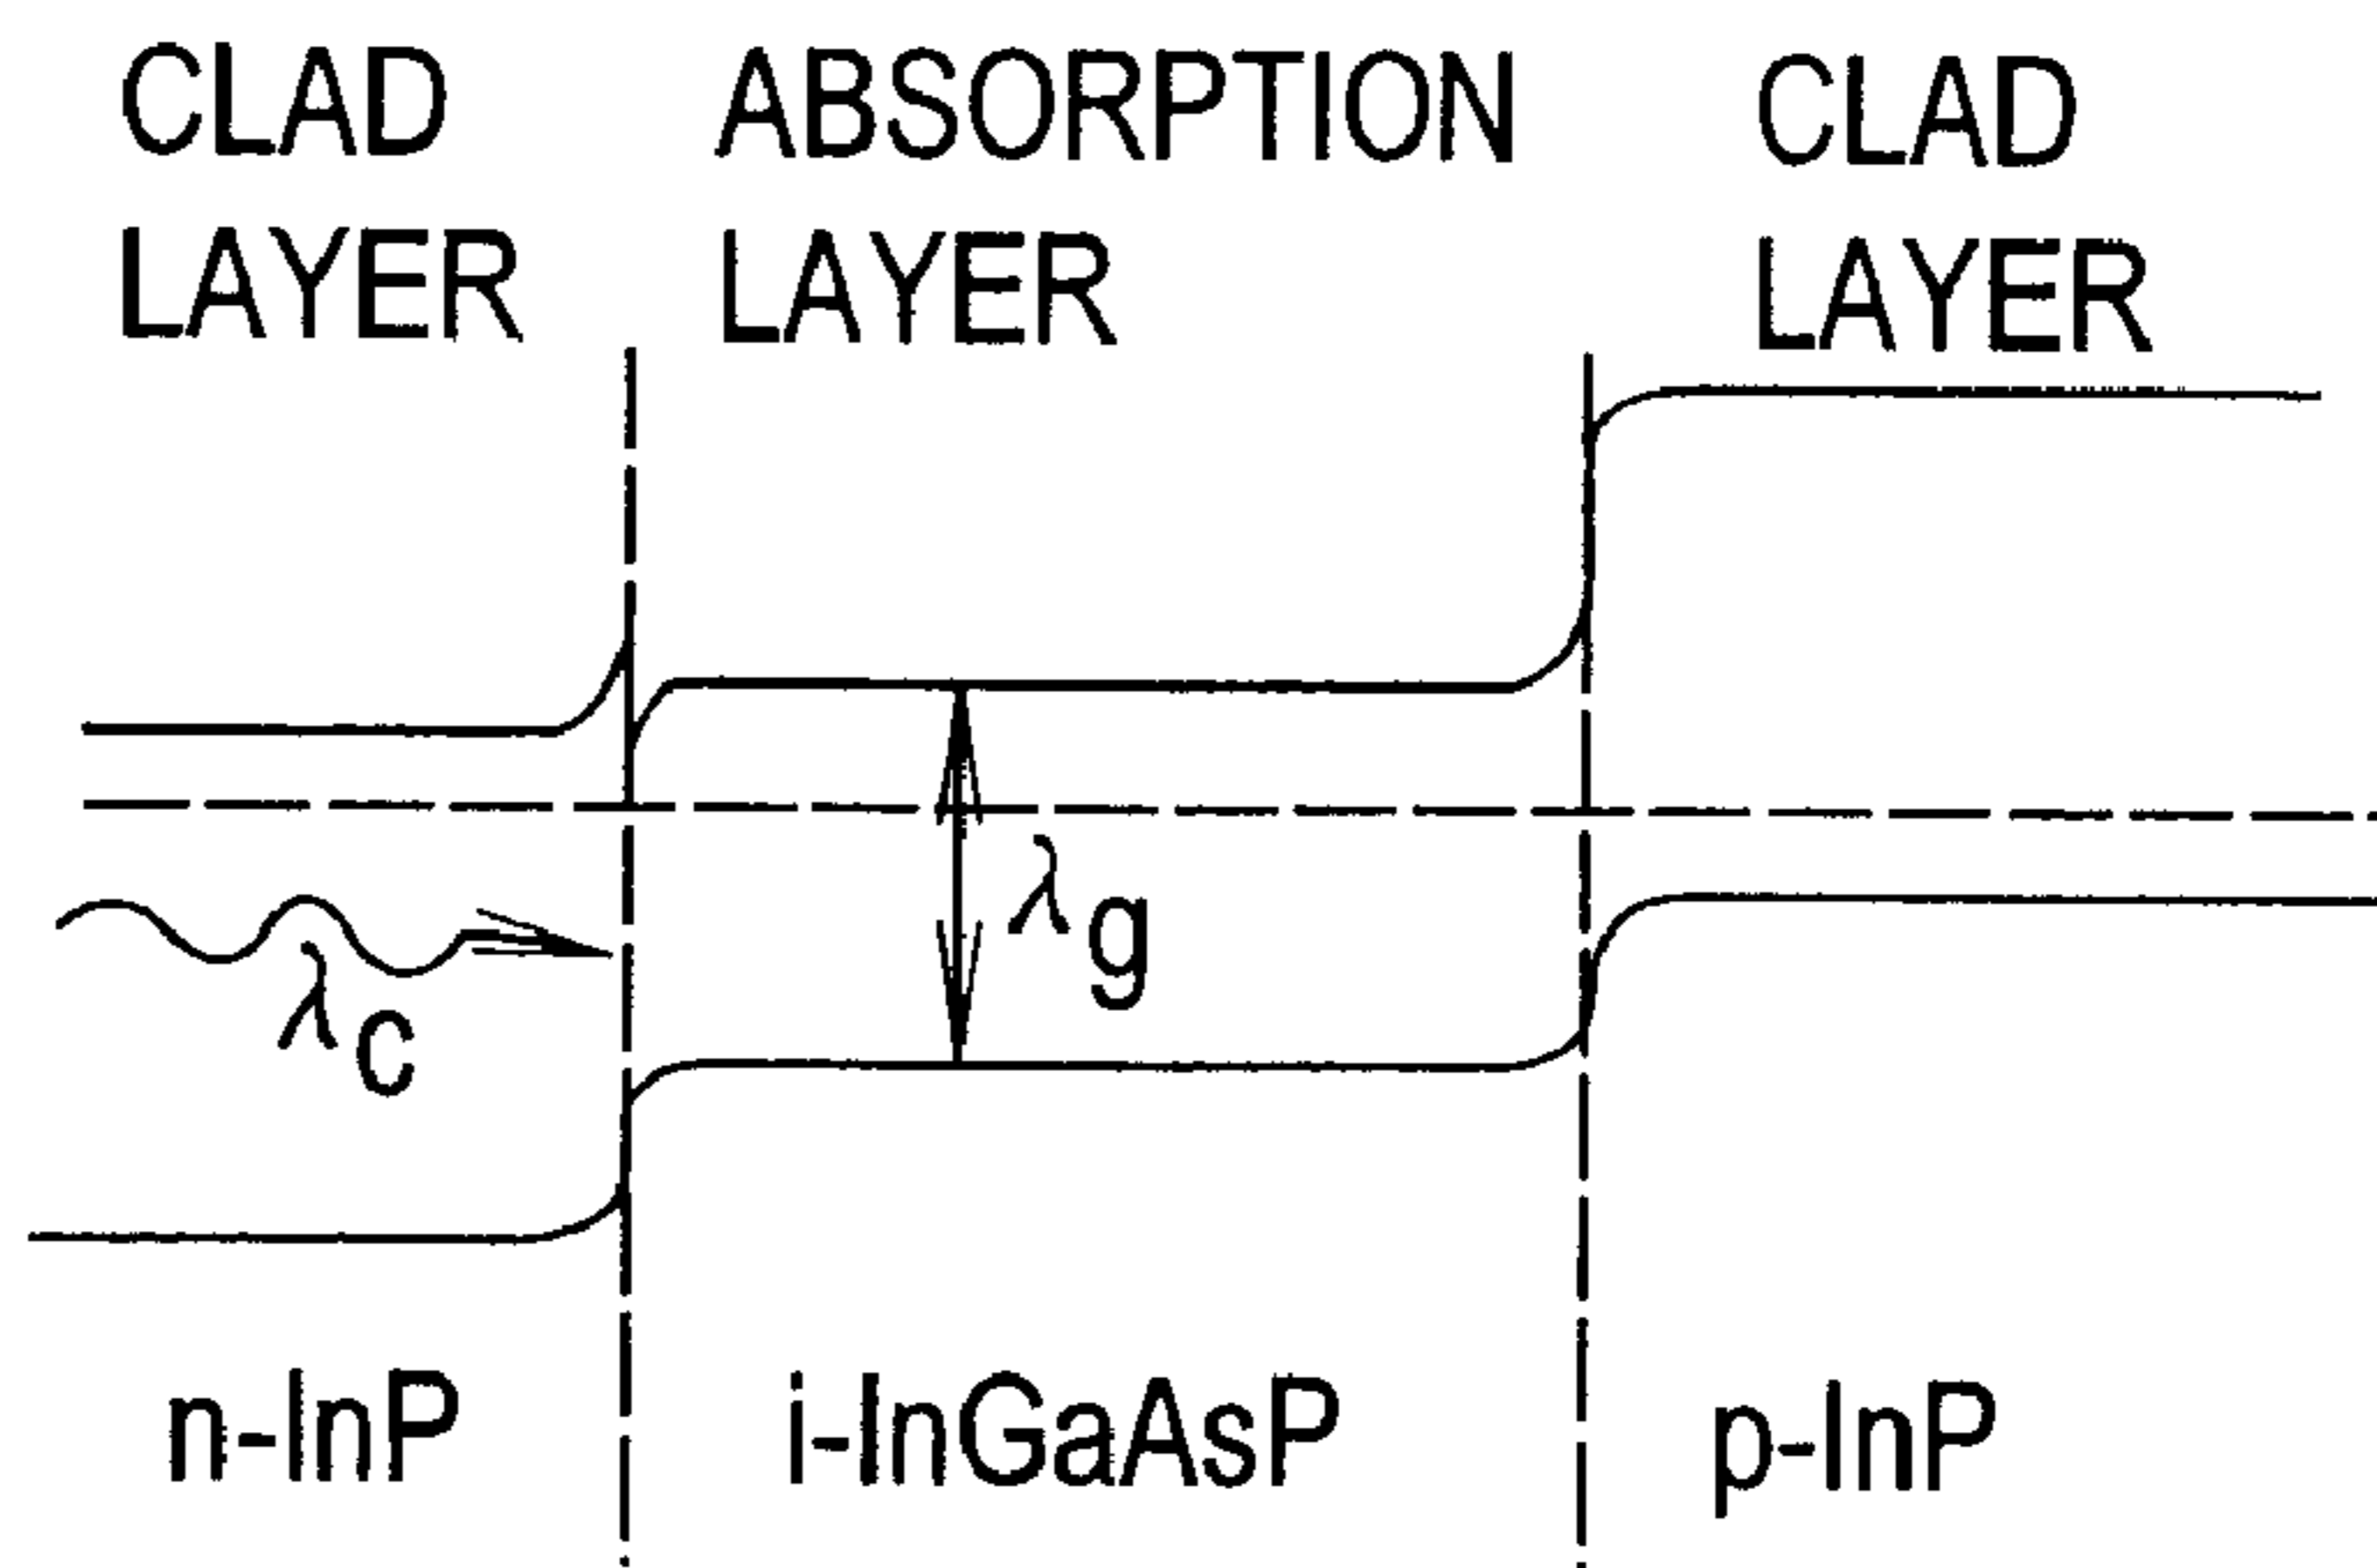 CLAD
LAYER
ABSORPTION
LAYER
CLAD
LAYER
λg
λc
n-InP
i-InGaAsP
p-InP